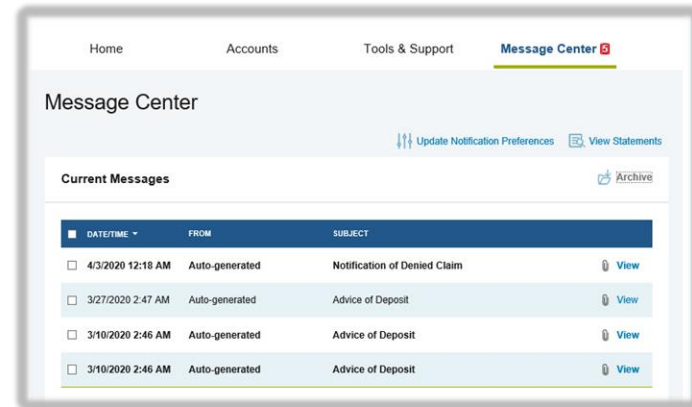 Home Accounts Tools & Support Message Center 5
Message Center
Update Notification Preferences View Statements
Current Messages Archive
DATE/TIME FROM SUBJECT
4/3/2020 12:18 AM Auto-generated Notification of Denied Claim View
3/27/2020 2:47 AM Auto-generated Advice of Deposit View
3/10/2020 2:46 AM Auto-generated Advice of Deposit View
3/10/2020 2:46 AM Auto-generated Advice of Deposit View